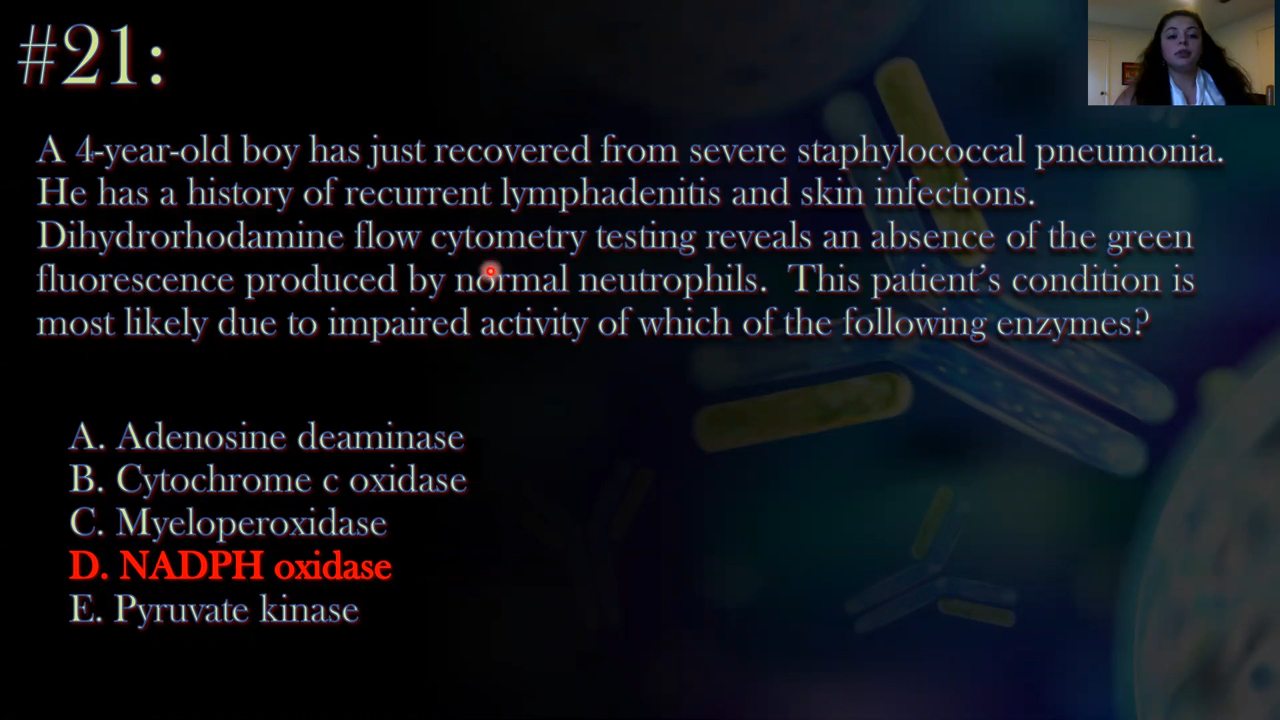 #21:
A 4-year-old boy has just recovered from severe staphylococcal pneumonia.
He has a history of recurrent lymphadenitis and skin infections.
Dihydrorhodamine flow cytometry testing reveals an absence of the green
fluorescence produced by normal neutrophils.  This patient's condition is
most likely due to impaired activity of which of the following enzymes?
A. Adenosine deaminase
B. Cytochrome c oxidase
C. Myeloperoxidase
D. NADPH oxidase
E. Pyruvate kinase